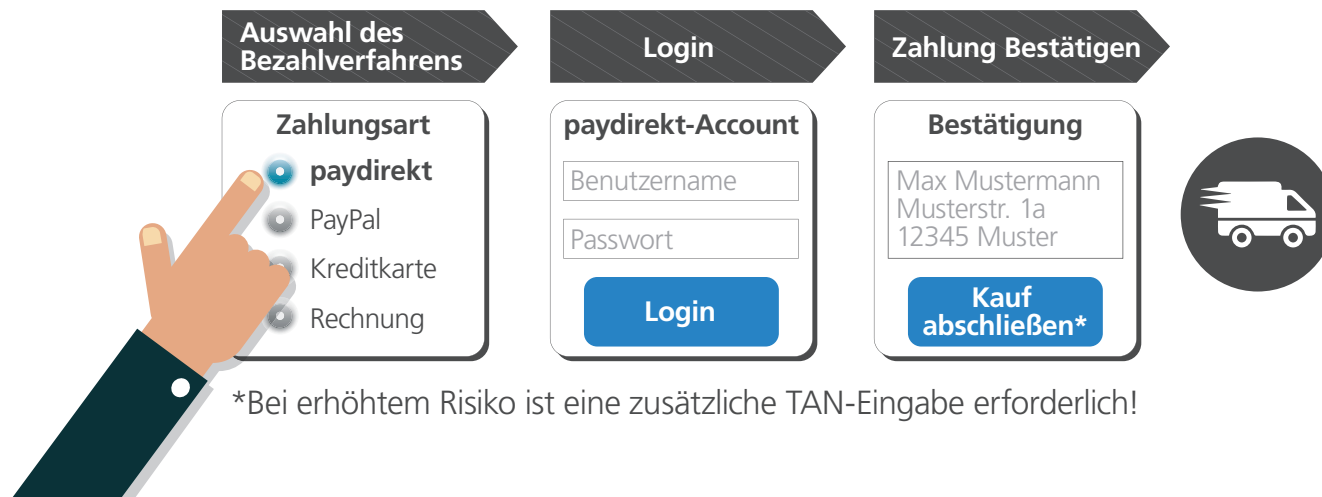 Auswahl des
Bezahlverfahrens
Login
Zahlung Bestätigen
Zahlungsart
paydirekt
PayPal
Kreditkarte
Rechnung
paydirekt-Account
Benutzername
Passwort
Login
Bestätigung
Max Mustermann
Musterstr. 1a
12345 Muster
Kauf
abschließen*
*Bei erhöhtem Risiko ist eine zusätzliche TAN-Eingabe erforderlich!